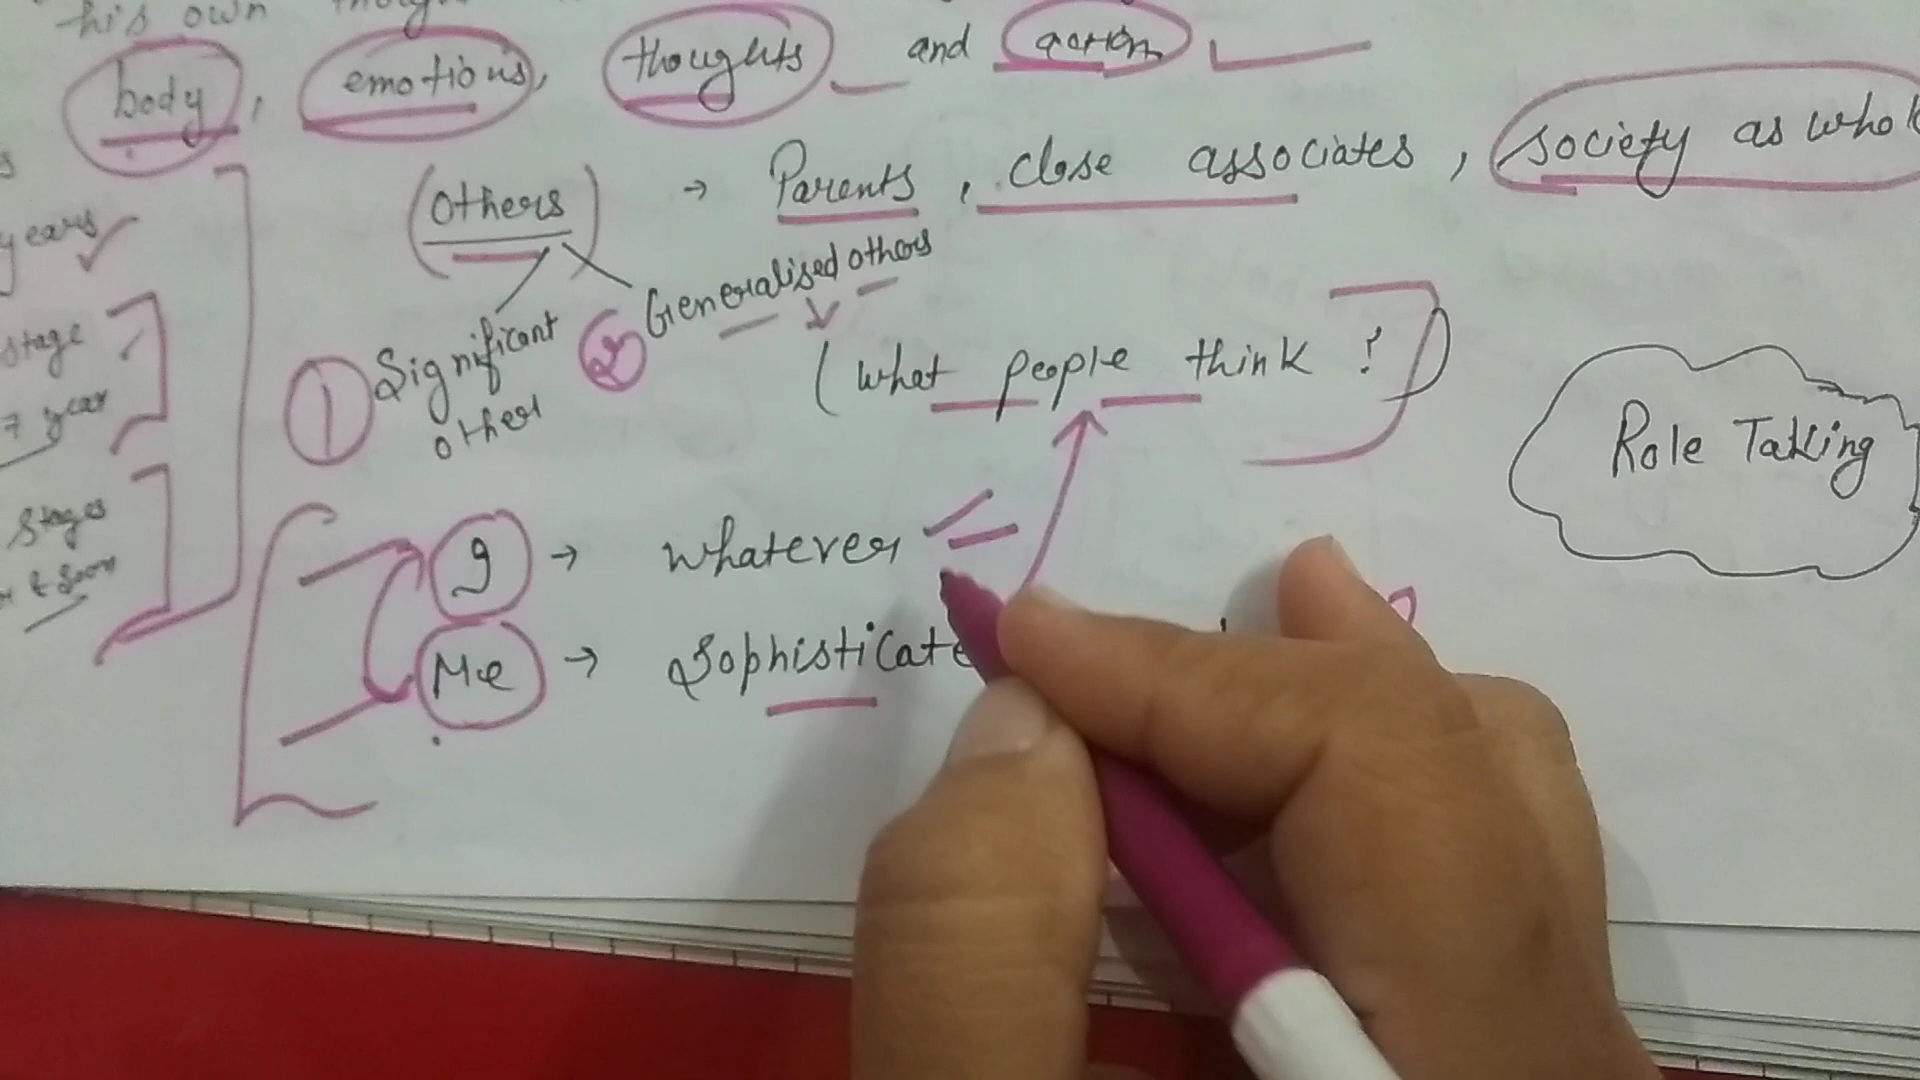 his own
body, emotions, thoughts and action
(others) → Parents, close associates, society as whol
years
Generalised others
stage
① Significant
other
②
(what people think ?)
7 year
Role Taking
Stages
I → whatever
Me → Sophisticate